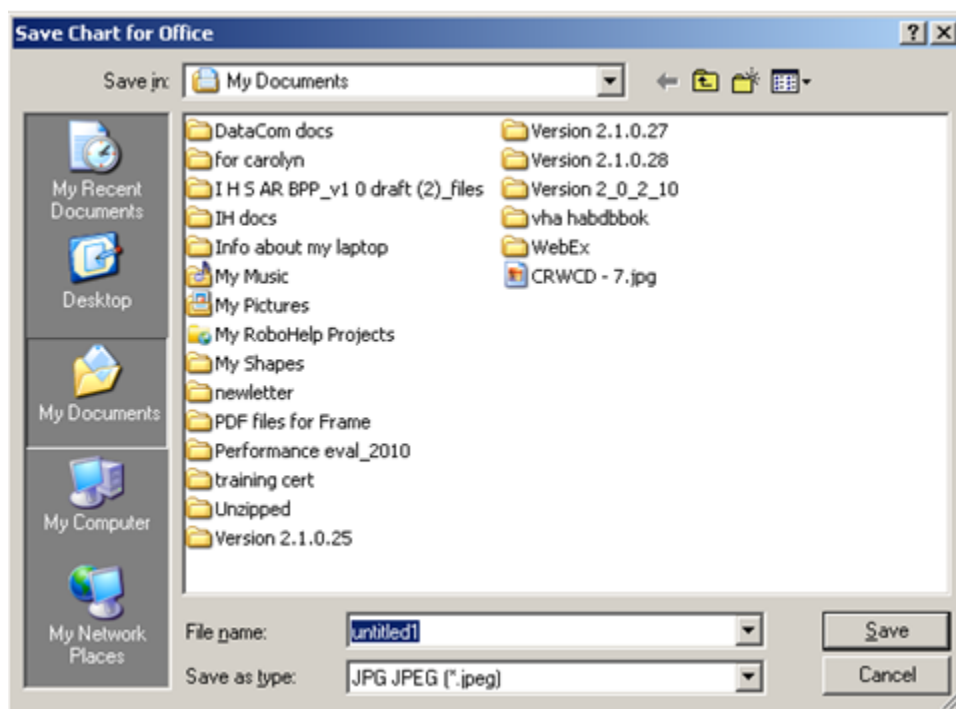 Save Chart for Office
Save in:
My Documents
My Recent
Documents
Desktop
My Documents
My Computer
My Network
Places
DataCom docs
for carolyn
I H S AR BPP_v1 0 draft (2)_files
IH docs
Info about my laptop
My Music
My Pictures
My RoboHelp Projects
My Shapes
newletter
PDF files for Frame
Performance eval_2010
training cert
Unzipped
Version 2.1.0.25
Version 2.1.0.27
Version 2.1.0.28
Version 2_0_2_10
vha habdbbok
WebEx
CRWCD - 7.jpg
File name:
untitled1
Save
Save as type:
JPG JPEG (*.jpeg)
Cancel